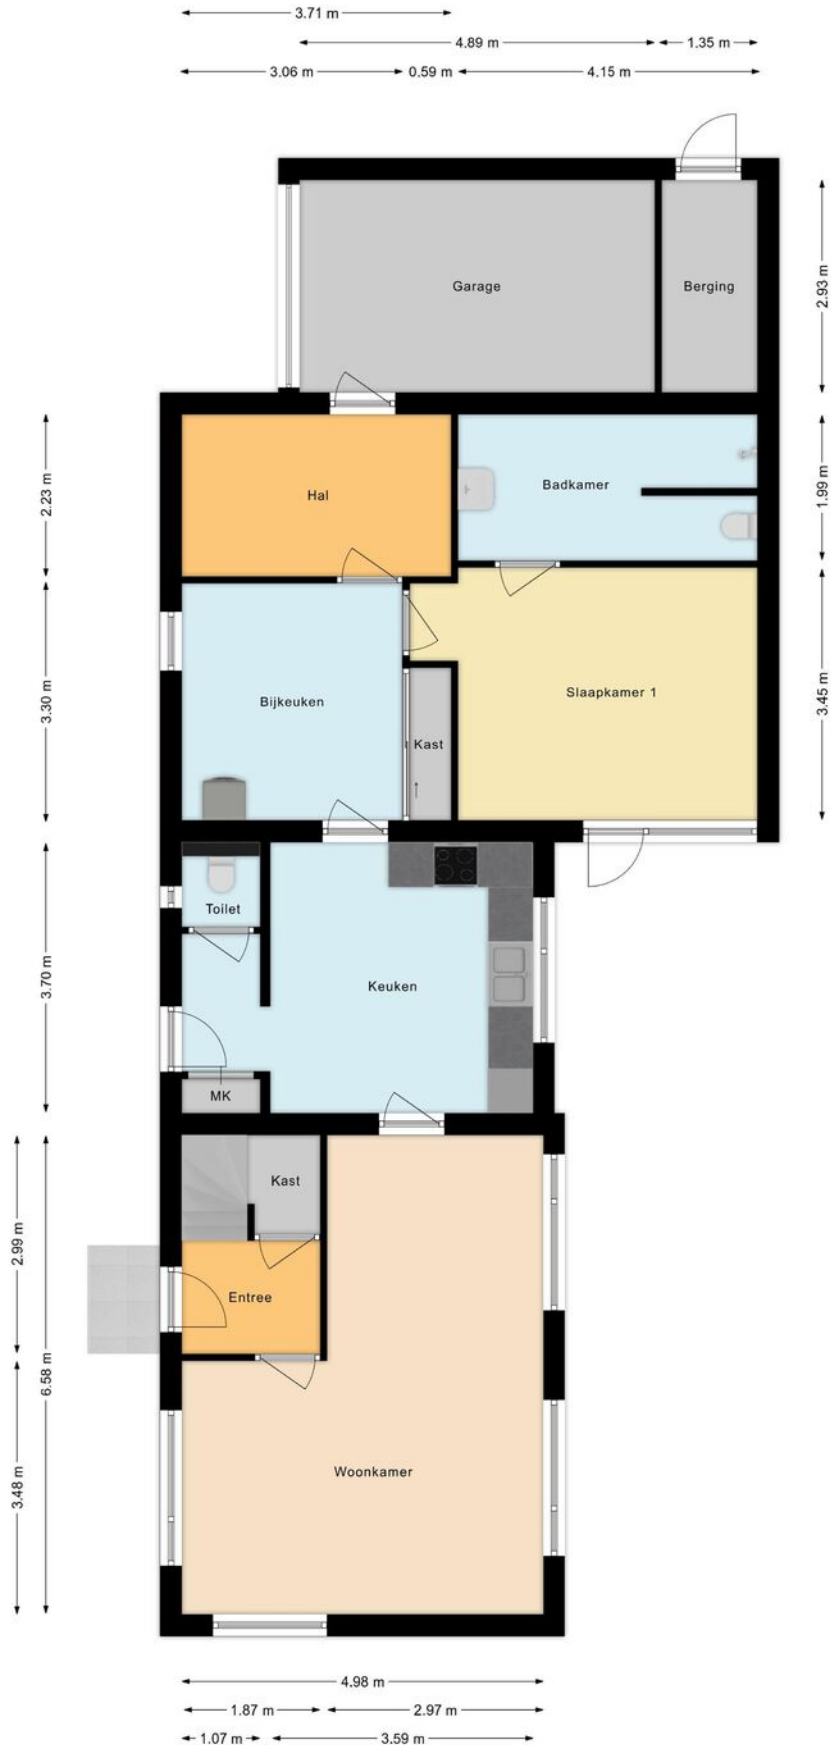 3.71 m
4.89 m
1.35 m
3.06 m
0.59 m
4.15 m
Garage
Berging
2.93 m
2.23 m
Hal
Badkamer
1.99 m
3.30 m
Bijkeuken
Kast
Slaapkamer 1
3.45 m
3.70 m
Toilet
Keuken
MK
Kast
2.99 m
Entree
6.58 m
Woonkamer
3.48 m
4.98 m
1.87 m
2.97 m
1.07 m
3.59 m